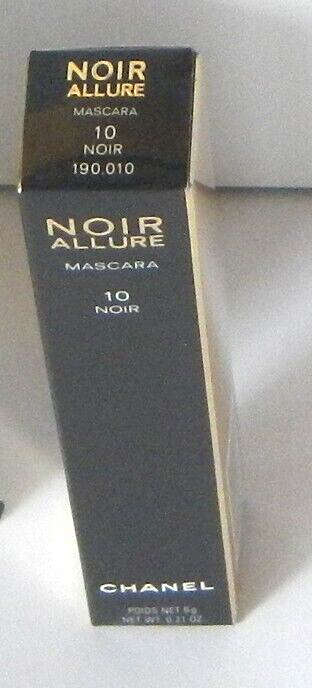 NOIR
ALLURE
MASCARA
10
NOIR
190.010
NOIR
ALLURE
MASCARA
10
NOIR
CHANEL
POIDS NET 6g
NET WT. 0.21 OZ.